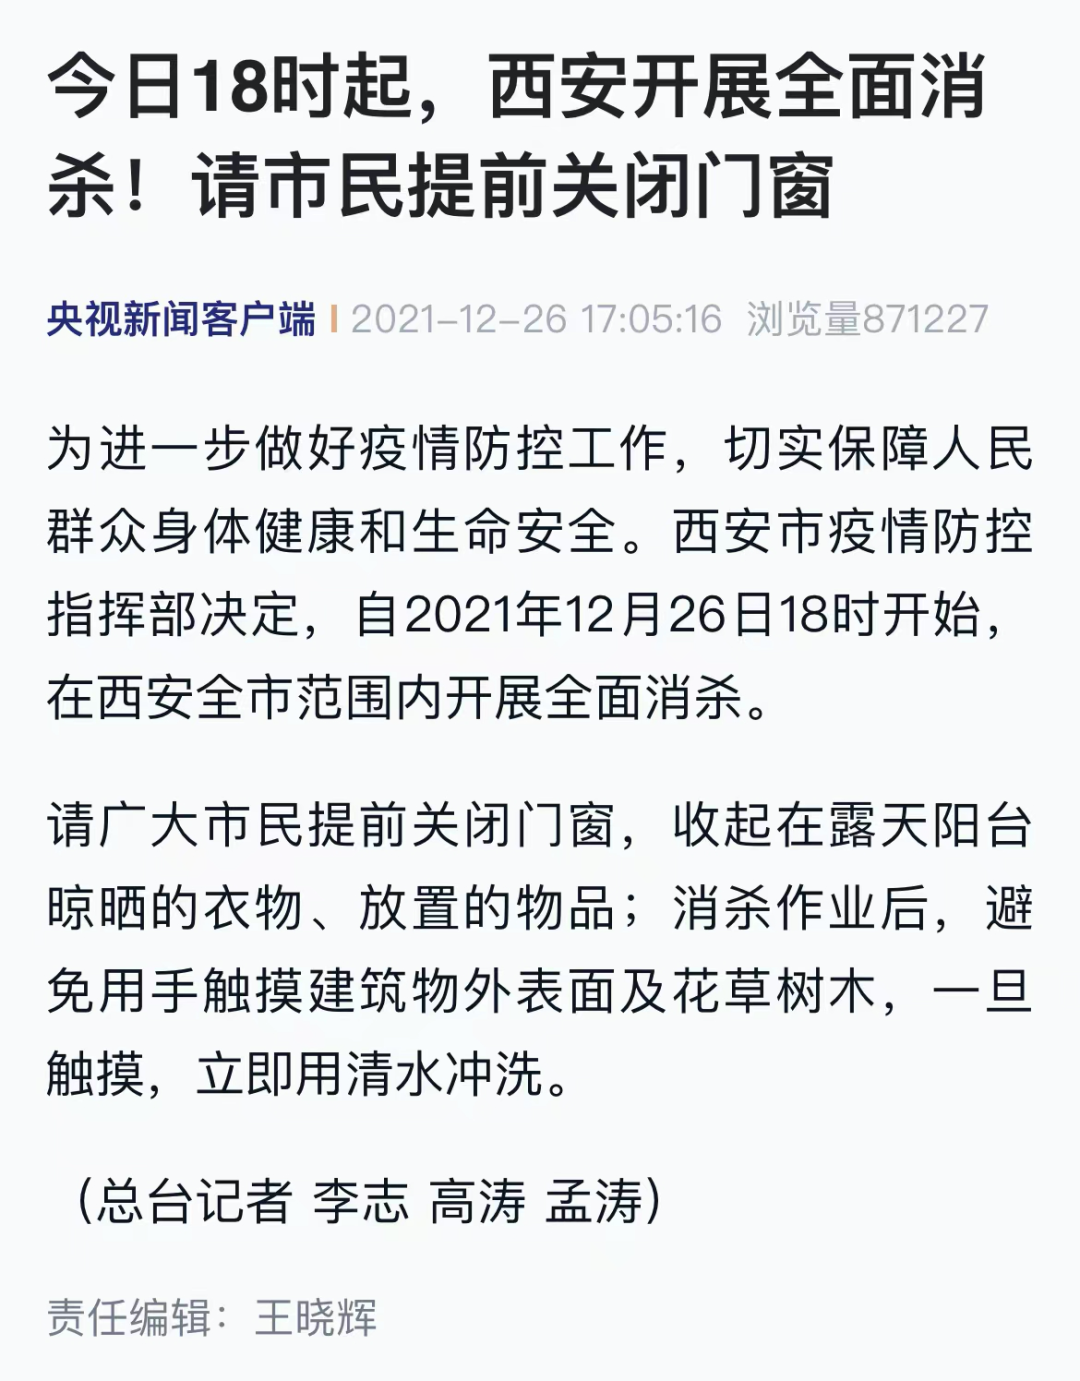 今日18时起，西安开展全面消
杀！请市民提前关闭门窗
央视新闻客户端 2021-12-26 17:05:16 浏览量871227
为进一步做好疫情防控工作，切实保障人民
群众身体健康和生命安全。西安市疫情防控
指挥部决定，自2021年12月26日18时开始，
在西安全市范围内开展全面消杀。
请广大市民提前关闭门窗，收起在露天阳台
晾晒的衣物、放置的物品；消杀作业后，避
免用手触摸建筑物外表面及花草树木，一旦
触摸，立即用清水冲洗。
（总台记者 李志 高涛 孟涛）
责任编辑：王晓辉